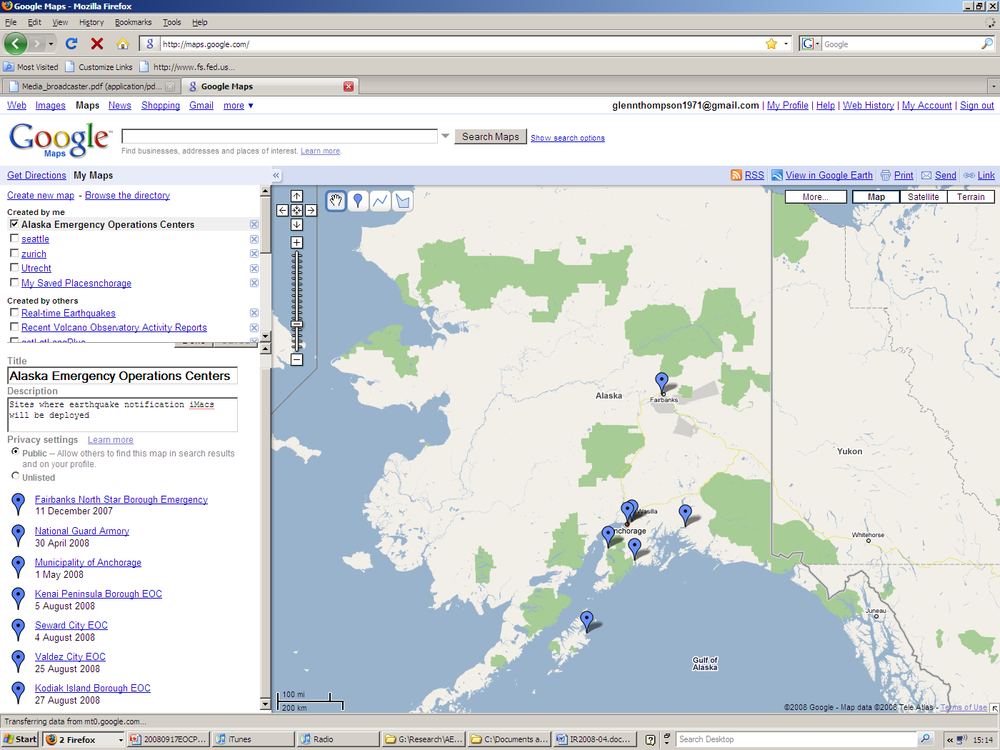 Google Maps - Mozilla Firefox
File Edit View History Bookmarks Tools Help
http://maps.google.com/
Google
Most Visited Customize Links http://www.fs.fed.us...
Media_broadcaster.pdf (application/pd... Google Maps
Web Images Maps News Shopping Gmail more ▼
glennthompson1971@gmail.com | My Profile | Help | Web History | My Account | Sign out
Google Maps
Search Maps Show search options
Find businesses, addresses and places of interest. Learn more.
Get Directions My Maps
RSS View in Google Earth Print Send Link
Create new map - Browse the directory
Created by me
Alaska Emergency Operations Centers
seattle
zurich
Utrecht
My Saved Placesnchorage
Created by others
Real-time Earthquakes
Recent Volcano Observatory Activity Reports
Title
Alaska Emergency Operations Centers
Description
Sites where earthquake notification iMacs
will be deployed
Privacy settings Learn more
Public -- Allow others to find this map in search results
and on your profile.
Unlisted
Fairbanks North Star Borough Emergency
11 December 2007
National Guard Armory
30 April 2008
Municipality of Anchorage
1 May 2008
Kenai Peninsula Borough EOC
5 August 2008
Seward City EOC
4 August 2008
Valdez City EOC
25 August 2008
Kodiak Island Borough EOC
27 August 2008
More... Map Satellite Terrain
Alaska
Fairbanks
Yukon
Wasilla
nchorage
Whitehorse
Juneau
Gulf of
Alaska
100 mi
200 km
©2008 Google - Map data ©2008 Tele Atlas - Terms of Use
Transferring data from mt0.google.com...
Start 2 Firefox 20080917EOCP... iTunes Radio G:\Research\AE... C:\Documents a... IR2008-04.doc... Search Desktop 15:14